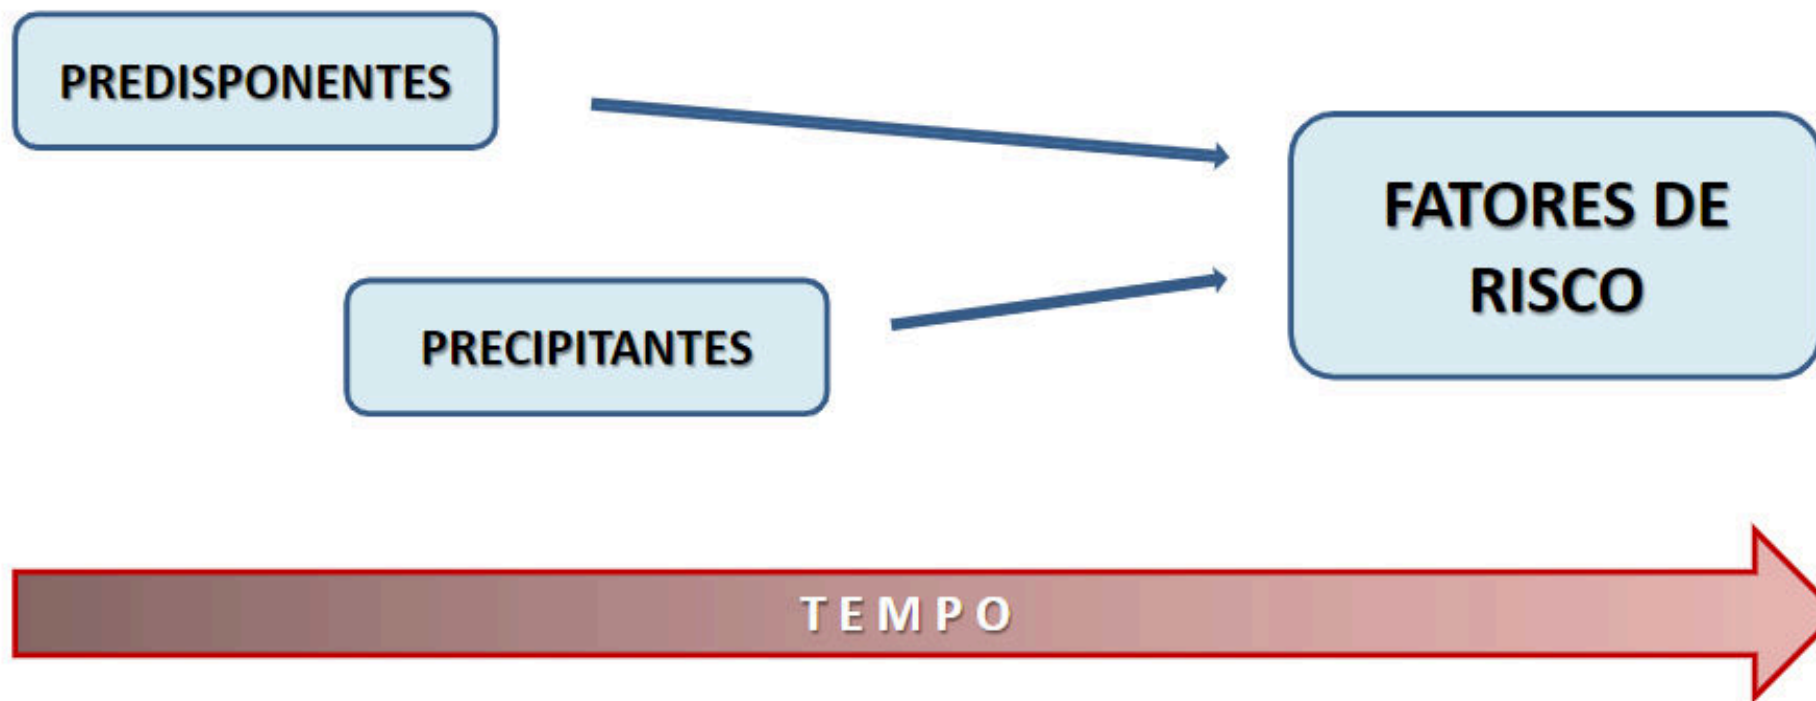 PREDISPONENTES
PRECIPITANTES
FATORES DE
RISCO
TEMPO